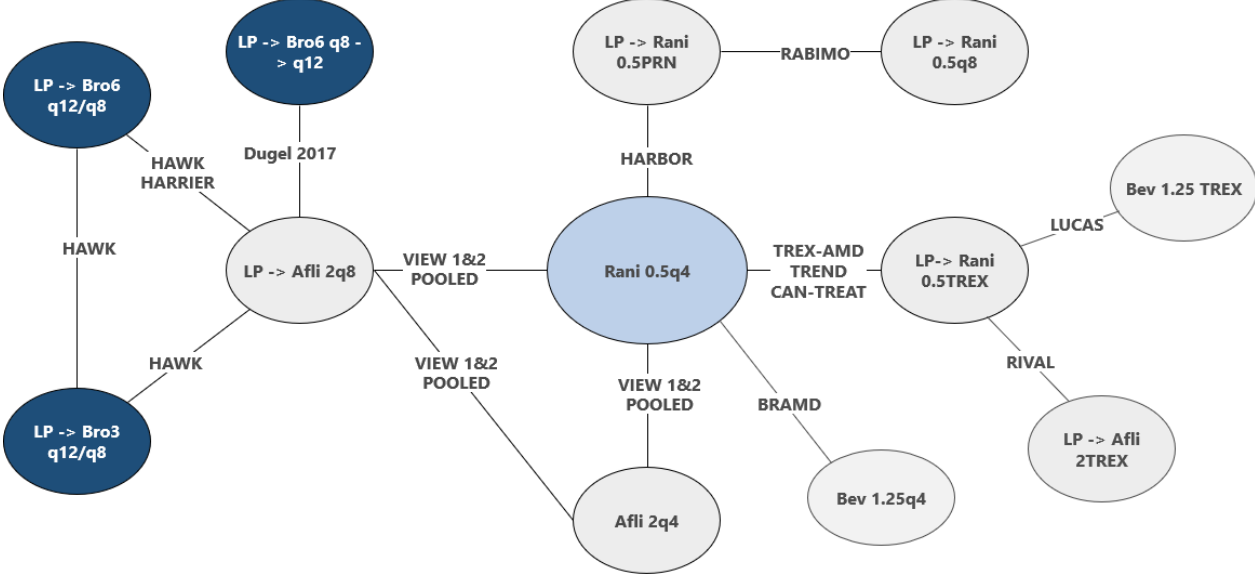 LP -> Bro6
q12/q8
LP -> Bro6 q8 -
> q12
LP -> Rani
0.5PRN
RABIMO
LP -> Rani
0.5q8
Dugel 2017
HAWK
HARRIER
HARBOR
Bev 1.25 TREX
LUCAS
HAWK
LP -> Afli 2q8
VIEW 1&2
POOLED
Rani 0.5q4
TREX-AMD
TREND
CAN-TREAT
LP-> Rani
0.5TREX
HAWK
VIEW 1&2
POOLED
VIEW 1&2
POOLED
BRAMD
RIVAL
LP -> Bro3
q12/q8
LP -> Afli
2TREX
Afli 2q4
Bev 1.25q4